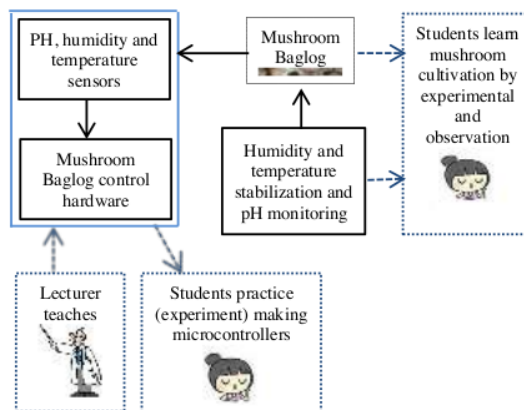 PH, humidity and
temperature
sensors
Mushroom
Baglog control
hardware
Mushroom
Baglog
Humidity and
temperature
stabilization and
pH monitoring
Students learn
mushroom
cultivation by
experimental
and
observation
Lecturer
teaches
Students practice
(experiment) making
microcontrollers